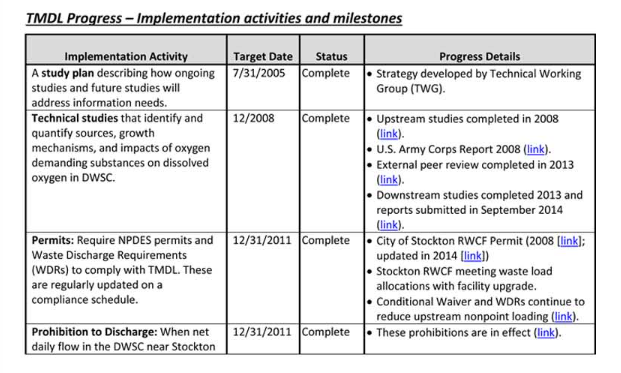 TMDL Progress – Implementation activities and milestones
Implementation Activity Target Date Status Progress Details
A study plan describing how ongoing
studies and future studies will
address information needs.
7/31/2005
Complete
• Strategy developed by Technical Working
Group (TWG).
Technical studies that identify and
quantify sources, growth
mechanisms, and impacts of oxygen
demanding substances on dissolved
oxygen in DWSC.
12/2008
Complete
• Upstream studies completed in 2008
(link).
• U.S. Army Corps Report 2008 (link).
• External peer review completed in 2013
(link).
• Downstream studies completed 2013 and
reports submitted in September 2014
(link).
Permits: Require NPDES permits and
Waste Discharge Requirements
(WDRs) to comply with TMDL. These
are regularly updated on a
compliance schedule.
12/31/2011
Complete
• City of Stockton RWCF Permit (2008 [link];
updated in 2014 [link])
• Stockton RWCF meeting waste load
allocations with facility upgrade.
• Conditional Waiver and WDRs continue to
reduce upstream nonpoint loading (link).
Prohibition to Discharge: When net
daily flow in the DWSC near Stockton
12/31/2011
Complete
• These prohibitions are in effect (link).